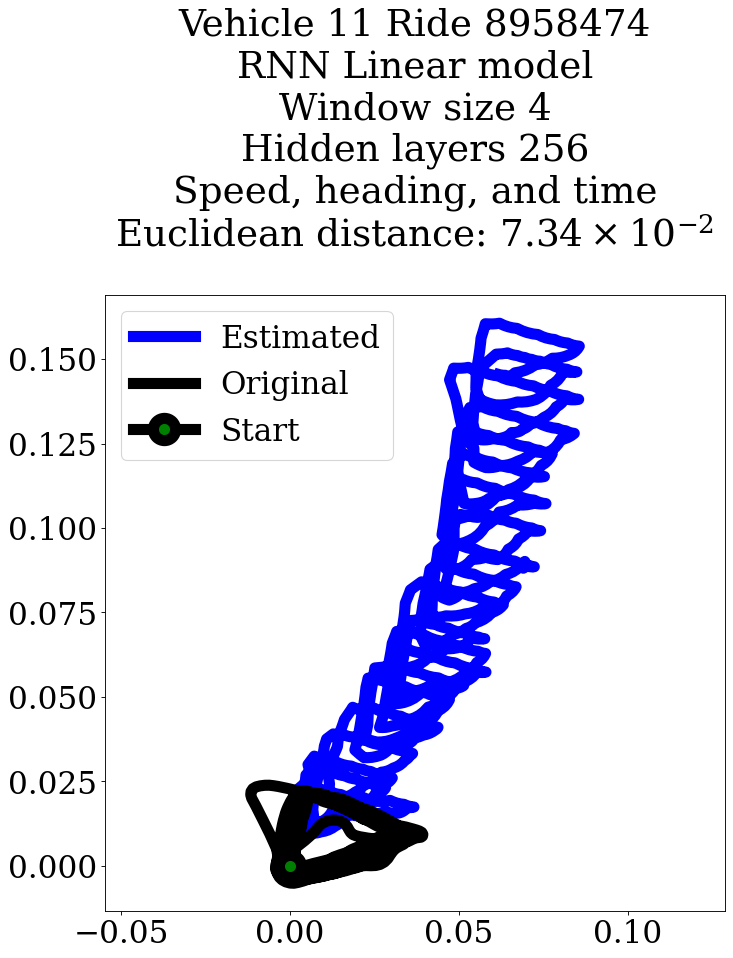 Vehicle 11 Ride 8958474
RNN Linear model
Window size 4
Hidden layers 256
Speed, heading, and time
Euclidean distance: 7.34 × 10⁻²
Estimated
Original
Start
0.150
0.125
0.100
0.075
0.050
0.025
0.000
−0.05 0.00 0.05 0.10